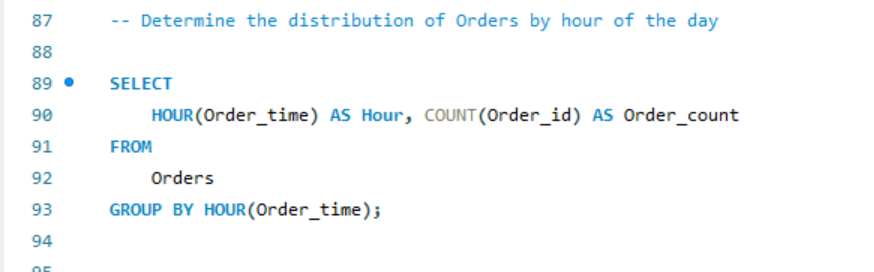 87 -- Determine the distribution of Orders by hour of the day
88
89 SELECT
90 HOUR(Order_time) AS Hour, COUNT(Order_id) AS Order_count
91 FROM
92 Orders
93 GROUP BY HOUR(Order_time);
94
95